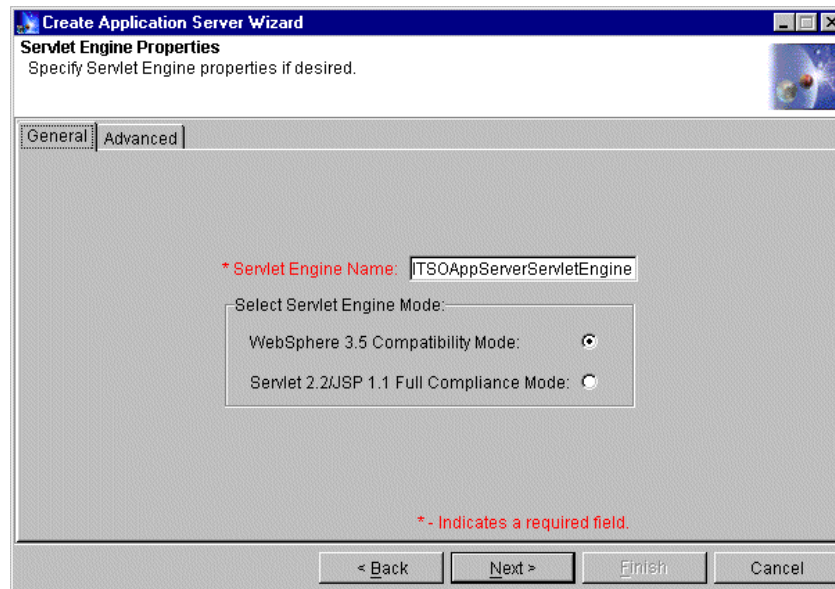 Create Application Server Wizard
Servlet Engine Properties
Specify Servlet Engine properties if desired.
General Advanced
* Servlet Engine Name: ITSOAppServerServletEngine
Select Servlet Engine Mode:
WebSphere 3.5 Compatibility Mode:
Servlet 2.2/JSP 1.1 Full Compliance Mode:
* - Indicates a required field.
< Back Next > Finish Cancel